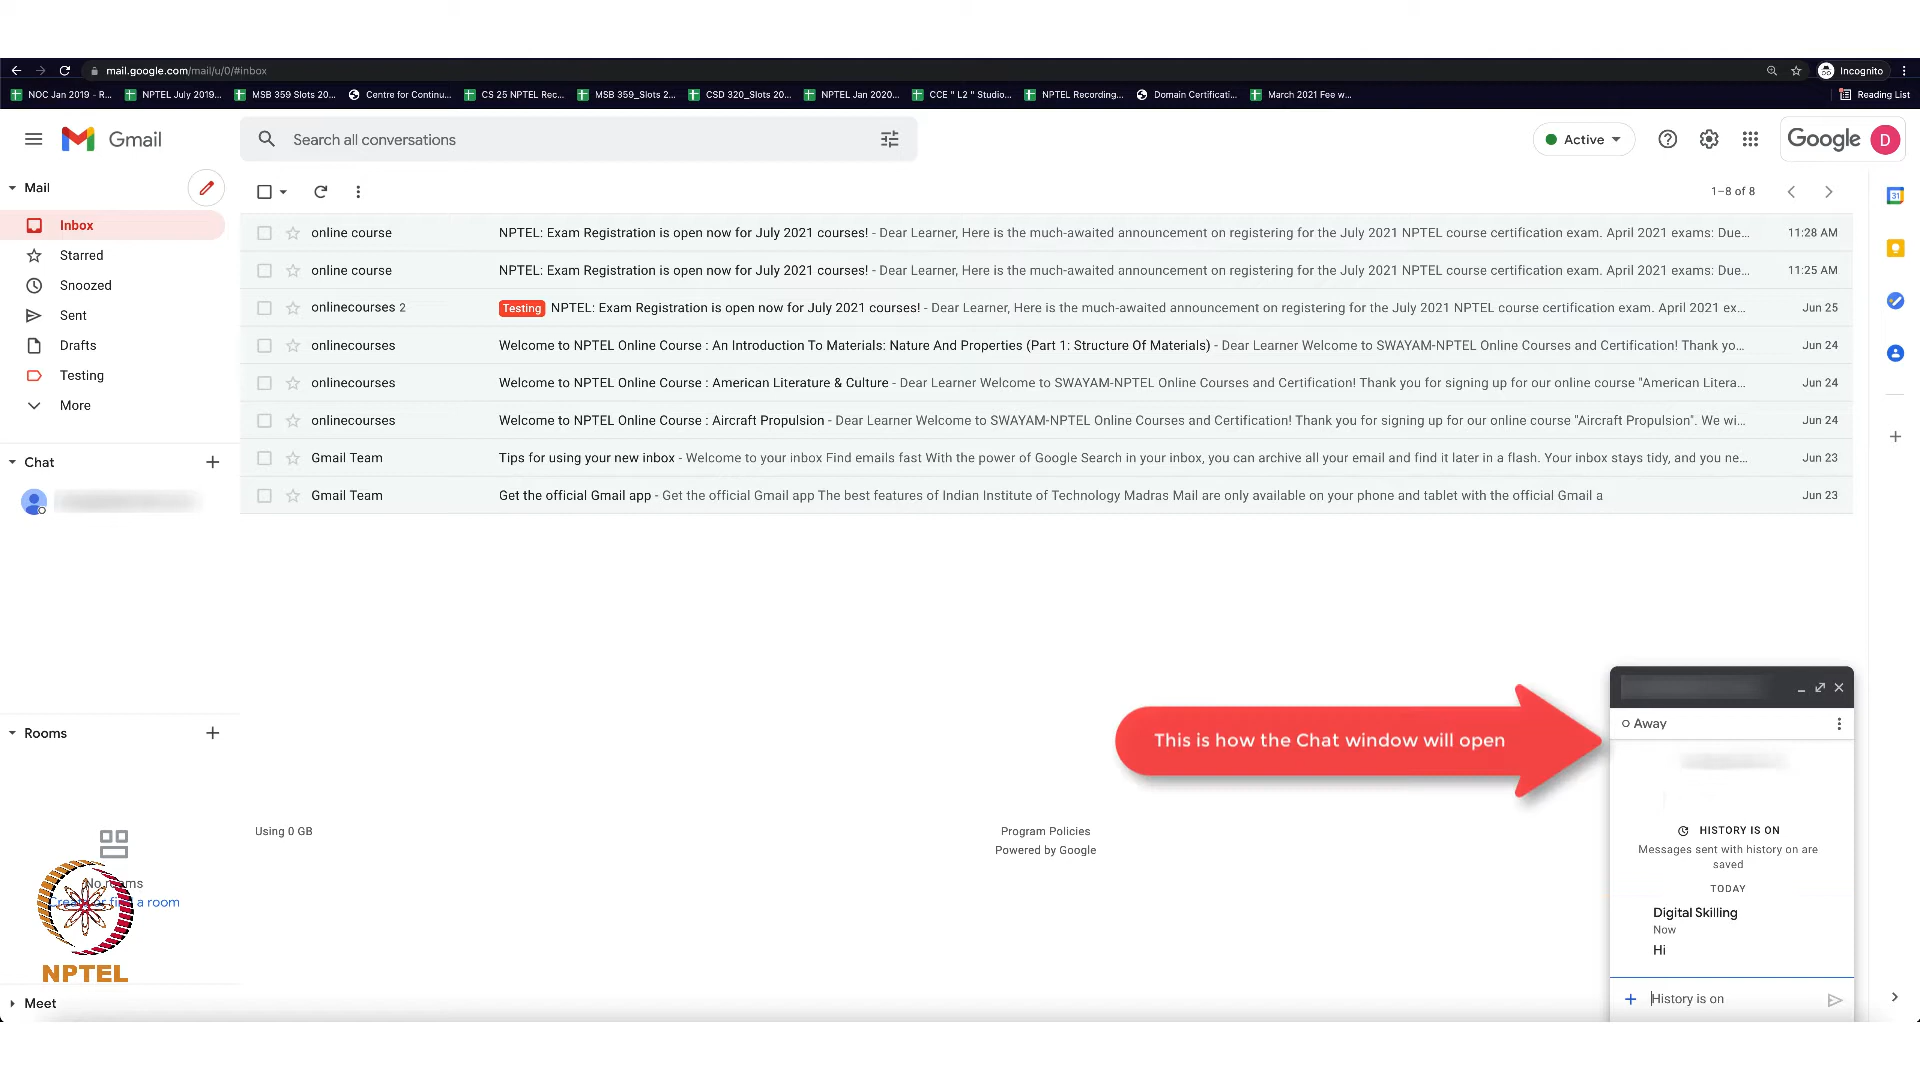 mail.google.com/mail/u/0/#inbox
Incognito
NOC Jan 2019 - R...
NPTEL July 2019...
MSB 359 Slots 20...
Centre for Continu...
CS 25 NPTEL Rec...
MSB 359_Slots 2...
CSD 320_Slots 20...
NPTEL Jan 2020...
CCE " L2 " Studio...
NPTEL Recording...
Domain Certificati...
March 2021 Fee w...
Reading List
Gmail
Search all conversations
Active
Google
D
Mail
1–8 of 8
Inbox
Starred
Snoozed
Sent
Drafts
Testing
More
online course NPTEL: Exam Registration is open now for July 2021 courses! - Dear Learner, Here is the much-awaited announcement on registering for the July 2021 NPTEL course certification exam. April 2021 exams: Due... 11:28 AM
online course NPTEL: Exam Registration is open now for July 2021 courses! - Dear Learner, Here is the much-awaited announcement on registering for the July 2021 NPTEL course certification exam. April 2021 exams: Due... 11:25 AM
onlinecourses 2 Testing NPTEL: Exam Registration is open now for July 2021 courses! - Dear Learner, Here is the much-awaited announcement on registering for the July 2021 NPTEL course certification exam. April 2021 ex... Jun 25
onlinecourses Welcome to NPTEL Online Course : An Introduction To Materials: Nature And Properties (Part 1: Structure Of Materials) - Dear Learner Welcome to SWAYAM-NPTEL Online Courses and Certification! Thank yo... Jun 24
onlinecourses Welcome to NPTEL Online Course : American Literature & Culture - Dear Learner Welcome to SWAYAM-NPTEL Online Courses and Certification! Thank you for signing up for our online course "American Litera... Jun 24
onlinecourses Welcome to NPTEL Online Course : Aircraft Propulsion - Dear Learner Welcome to SWAYAM-NPTEL Online Courses and Certification! Thank you for signing up for our online course "Aircraft Propulsion". We wi... Jun 24
Gmail Team Tips for using your new inbox - Welcome to your inbox Find emails fast With the power of Google Search in your inbox, you can archive all your email and find it later in a flash. Your inbox stays tidy, and you ne... Jun 23
Gmail Team Get the official Gmail app - Get the official Gmail app The best features of Indian Institute of Technology Madras Mail are only available on your phone and tablet with the official Gmail a Jun 23
Chat
Rooms
No rooms
Create or find a room
NPTEL
Meet
Using 0 GB
Program Policies
Powered by Google
This is how the Chat window will open
Away
HISTORY IS ON
Messages sent with history on are
saved
TODAY
Digital Skilling
Now
Hi
History is on